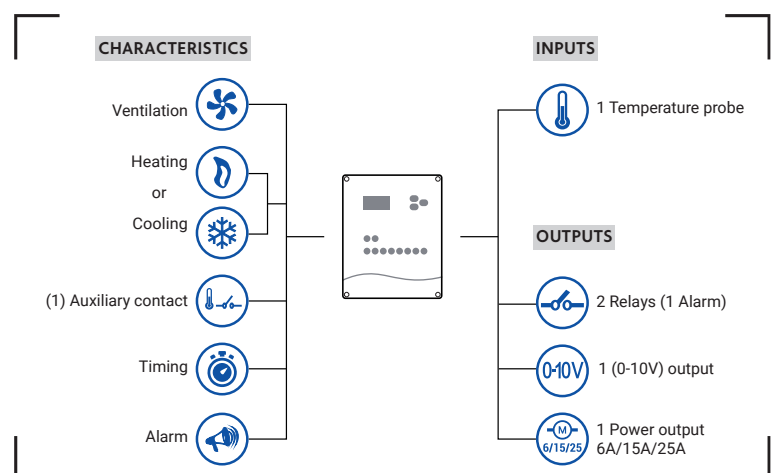 CHARACTERISTICS
Ventilation
Heating
or
Cooling
(1) Auxiliary contact
Timing
Alarm
INPUTS
1 Temperature probe
OUTPUTS
2 Relays (1 Alarm)
0-10V
1 (0-10V) output
M
6/15/25
1 Power output
6A/15A/25A